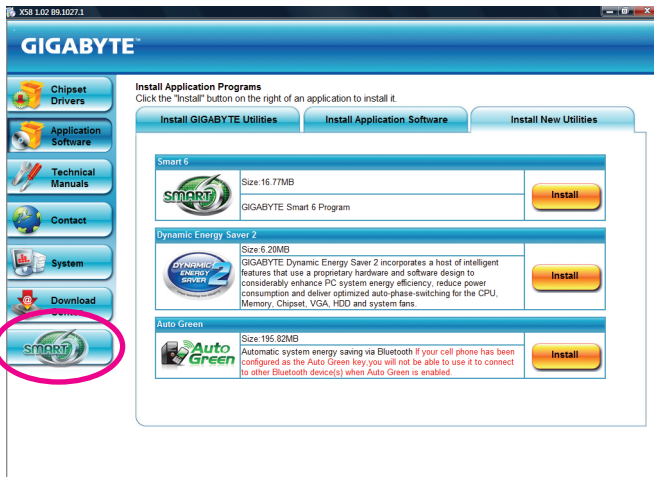 X58 1.02 B9.1027.1
GIGABYTE™
Chipset
Drivers
Application
Software
Technical
Manuals
Contact
System
Download
Center
SMART 6
Install Application Programs
Click the "Install" button on the right of an application to install it.
Install GIGABYTE Utilities
Install Application Software
Install New Utilities
Smart 6
SMART 6
Size:16.77MB
GIGABYTE Smart 6 Program
Install
Dynamic Energy Saver 2
DYNAMIC
ENERGY
SAVER 2
Size:6.20MB
GIGABYTE Dynamic Energy Saver 2 incorporates a host of intelligent
features that use a proprietary hardware and software design to
considerably enhance PC system energy efficiency, reduce power
consumption and deliver optimized auto-phase-switching for the CPU,
Memory, Chipset, VGA, HDD and system fans.
Install
Auto Green
Auto
Green
Size:195.82MB
Automatic system energy saving via Bluetooth If your cell phone has been
configured as the Auto Green key,you will not be able to use it to connect
to other Bluetooth device(s) when Auto Green is enabled.
Install